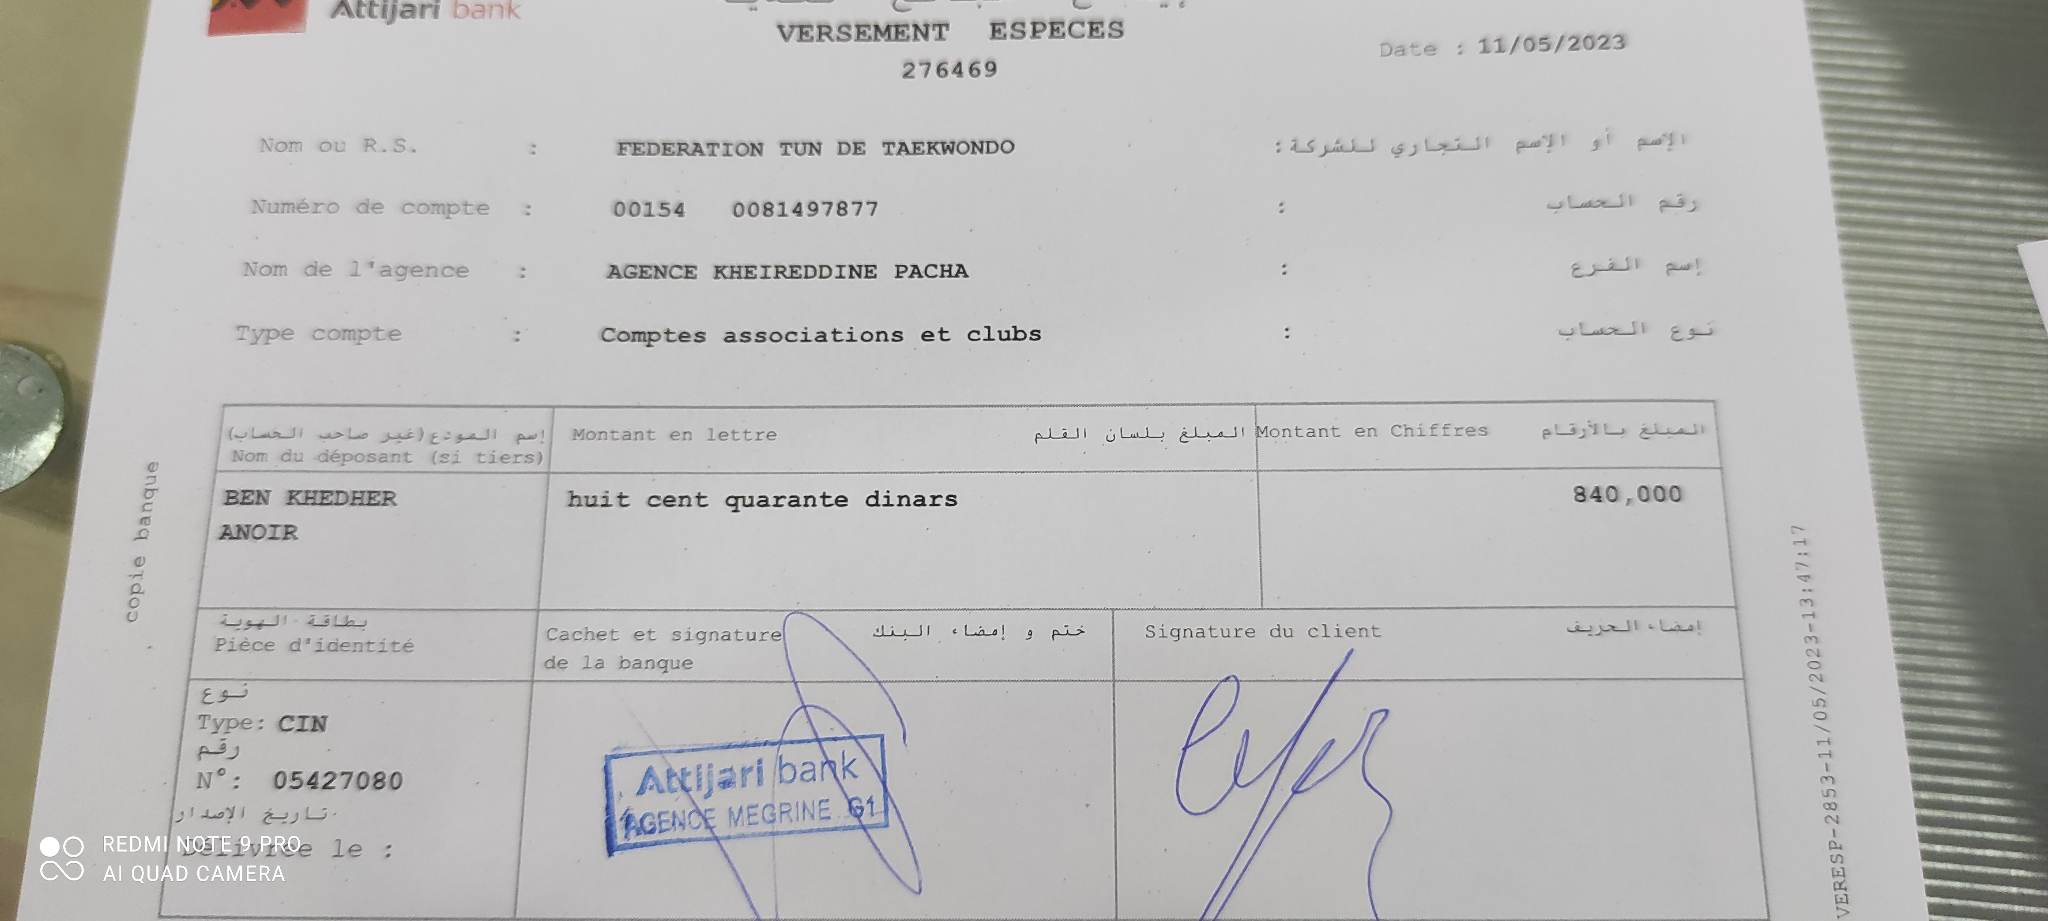 Attijari bank
VERSEMENT ESPECES
276469
Date : 11/05/2023
Nom ou R.S. : FEDERATION TUN DE TAEKWONDO الإسم أو الإسم التجاري للشركة:
Numéro de compte : 00154 0081497877 : رقم الحساب
Nom de l'agence : AGENCE KHEIREDDINE PACHA : إسم الفرع
Type compte : Comptes associations et clubs : نوع الحساب
إسم المودع(غير صاحب الحساب) Montant en lettre المبلغ بلسان القلم Montant en Chiffres المبلغ بالأرقام
Nom du déposant (si tiers)
BEN KHEDHER huit cent quarante dinars 840,000
ANOIR
copie banque
بطاقة الهوية
Pièce d'identité
Cachet et signature ختم و إمضاء البنك
de la banque
Signature du client إمضاء الحريف
نوع
Type: CIN
رقم
N°: 05427080
تاريخ الإصدار
Délivrée le :
Attijari bank
AGENCE MEGRINE G1
VERESP-2853-11/05/2023-13:47:17
REDMI NOTE 9 PRO
AI QUAD CAMERA